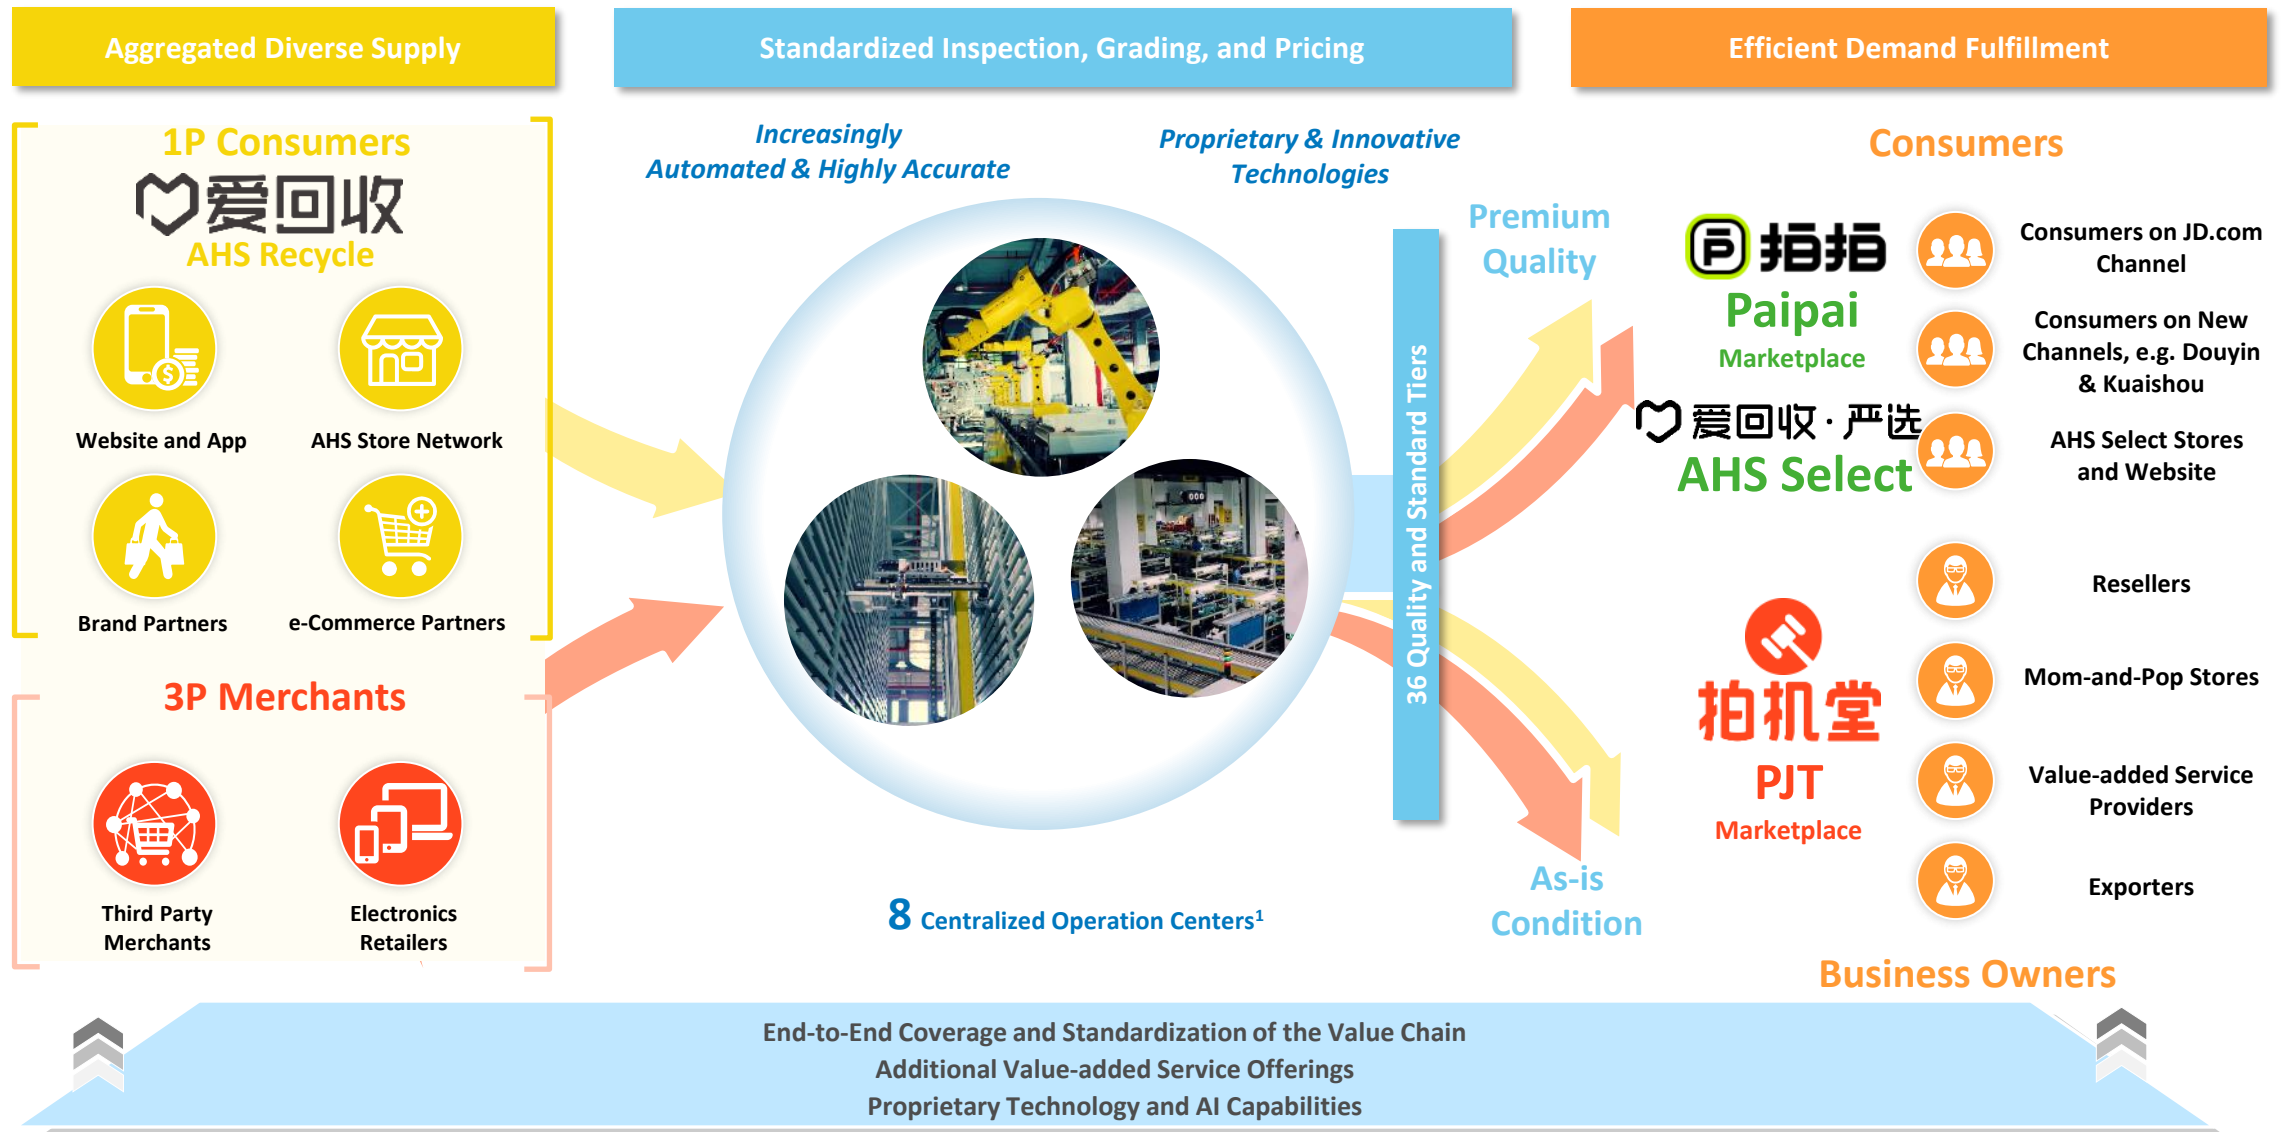 Aggregated Diverse Supply
Standardized Inspection, Grading, and Pricing
Efficient Demand Fulfillment
1P Consumers
爱回收
AHS Recycle
Website and App
AHS Store Network
Brand Partners
e-Commerce Partners
3P Merchants
Third Party
Merchants
Electronics
Retailers
Increasingly
Automated & Highly Accurate
Proprietary & Innovative
Technologies
8 Centralized Operation Centers1
36 Quality and Standard Tiers
Premium
Quality
As-is
Condition
Consumers
拍拍
Paipai
Marketplace
爱回收·严选
AHS Select
Consumers on JD.com
Channel
Consumers on New
Channels, e.g. Douyin
& Kuaishou
AHS Select Stores
and Website
拍机堂
PJT
Marketplace
Resellers
Mom-and-Pop Stores
Value-added Service
Providers
Exporters
Business Owners
End-to-End Coverage and Standardization of the Value Chain
Additional Value-added Service Offerings
Proprietary Technology and AI Capabilities